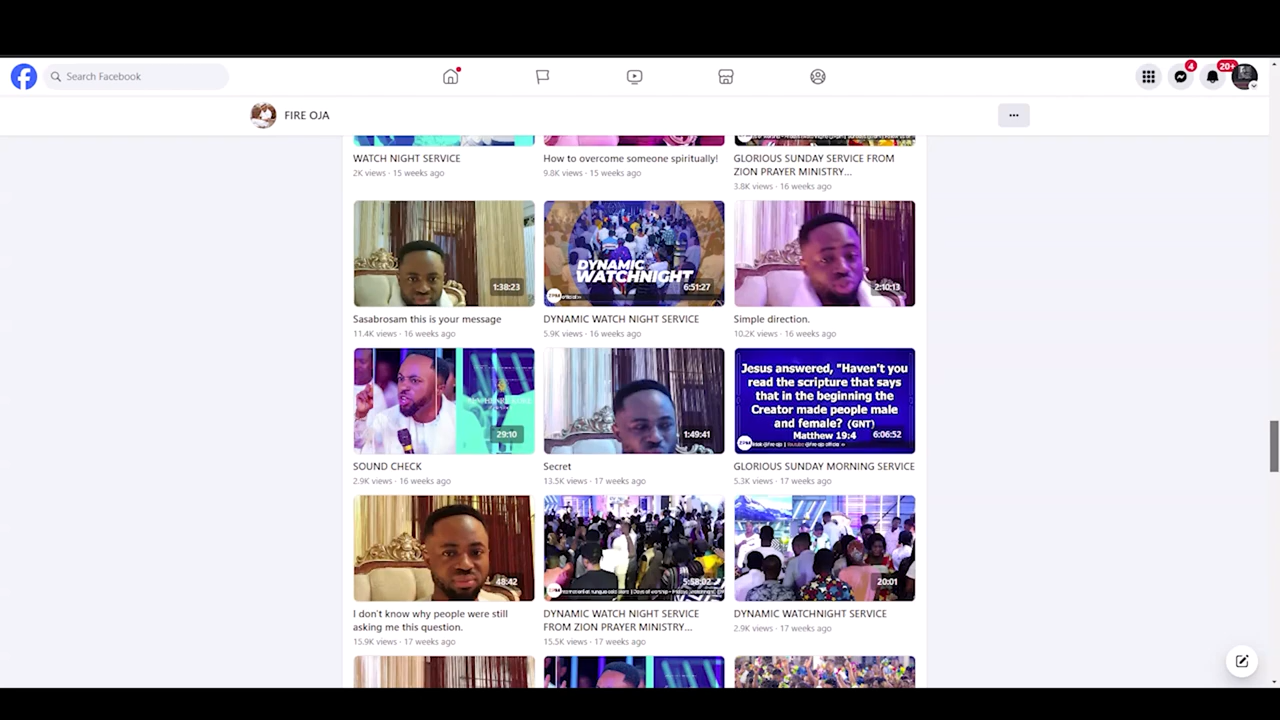 Search Facebook
4
20+
FIRE OJA
WATCH NIGHT SERVICE
2K views · 15 weeks ago
How to overcome someone spiritually!
9.8K views · 15 weeks ago
GLORIOUS SUNDAY SERVICE FROM
ZION PRAYER MINISTRY...
3.8K views · 16 weeks ago
1:38:23
Sasabrosam this is your message
11.4K views · 16 weeks ago
DYNAMIC
WATCHNIGHT
6:51:27
DYNAMIC WATCH NIGHT SERVICE
5.9K views · 16 weeks ago
2:10:13
Simple direction.
10.2K views · 16 weeks ago
29:10
SOUND CHECK
2.9K views · 16 weeks ago
1:49:41
Secret
13.5K views · 17 weeks ago
Jesus answered, "Haven't you
read the scripture that says
that in the beginning the
Creator made people male
and female? (GNT)
Matthew 19:4
6:06:52
GLORIOUS SUNDAY MORNING SERVICE
5.3K views · 17 weeks ago
48:42
I don't know why people were still
asking me this question.
15.9K views · 17 weeks ago
5:58:02
DYNAMIC WATCH NIGHT SERVICE
FROM ZION PRAYER MINISTRY...
15.5K views · 17 weeks ago
20:01
DYNAMIC WATCHNIGHT SERVICE
2.9K views · 17 weeks ago